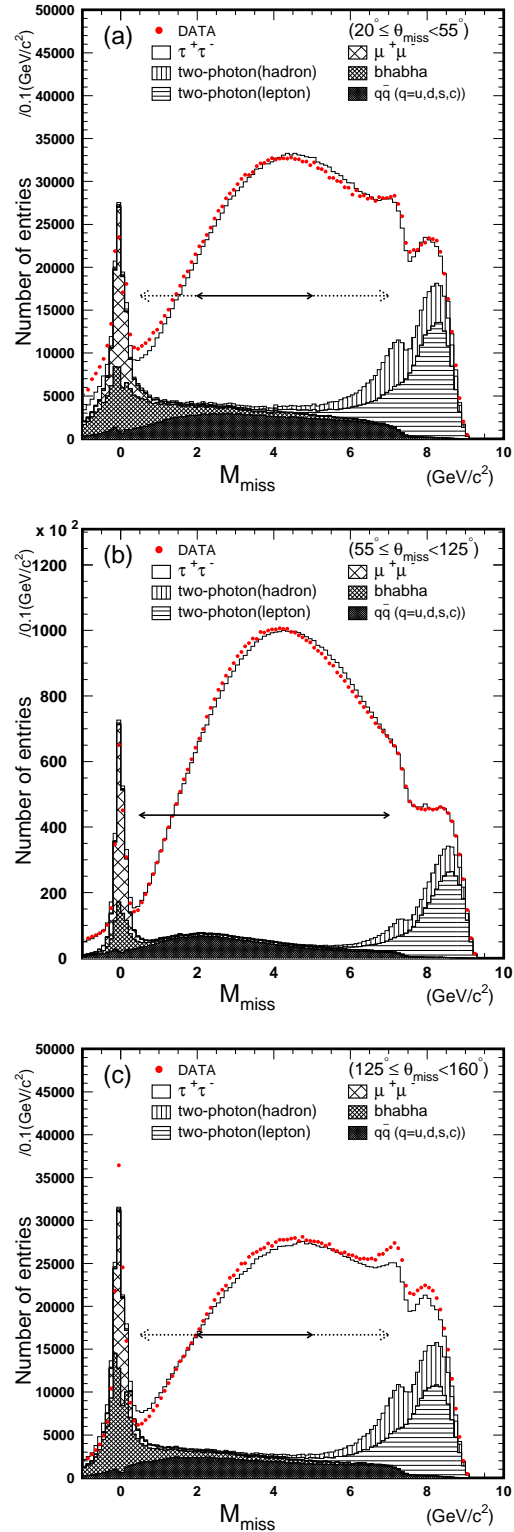 (a)
DATA
(20°≤ θmiss<55°)
τ+τ-
μ+μ-
two-photon(hadron)
bhabha
two-photon(lepton)
qq̄ (q=u,d,s,c))
Number of entries /0.1(GeV/c2)
50000
45000
40000
35000
30000
25000
20000
15000
10000
5000
0
0 2 4 6 8 10
Mmiss (GeV/c2)
x 10 2
(b)
DATA
(55°≤ θmiss<125°)
τ+τ-
μ+μ-
two-photon(hadron)
bhabha
two-photon(lepton)
qq̄ (q=u,d,s,c))
Number of entries /0.1(GeV/c2)
1200
1000
800
600
400
200
0
0 2 4 6 8 10
Mmiss (GeV/c2)
(c)
DATA
(125°≤ θmiss<160°)
τ+τ-
μ+μ-
two-photon(hadron)
bhabha
two-photon(lepton)
qq̄ (q=u,d,s,c))
Number of entries /0.1(GeV/c2)
50000
45000
40000
35000
30000
25000
20000
15000
10000
5000
0
0 2 4 6 8 10
Mmiss (GeV/c2)